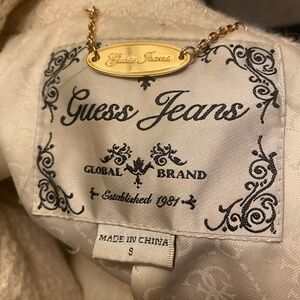 Guess Jeans
Guess Jeans
GLOBAL BRAND
Established 1981
MADE IN CHINA
S